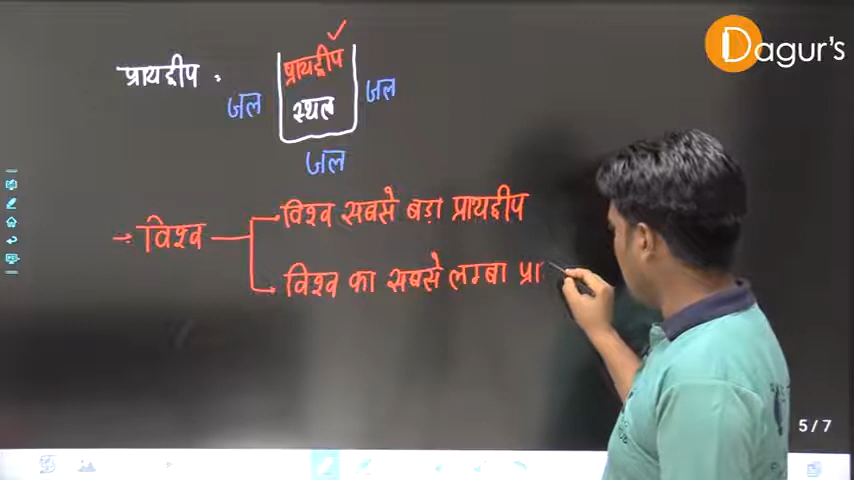 Dagur's
प्रायद्वीप :
प्रायद्वीप
जल
स्थल
जल
जल
→ विश्व
विश्व सबसे बड़ा प्रायद्वीप
विश्व का सबसे लम्बा प्रा
5/7